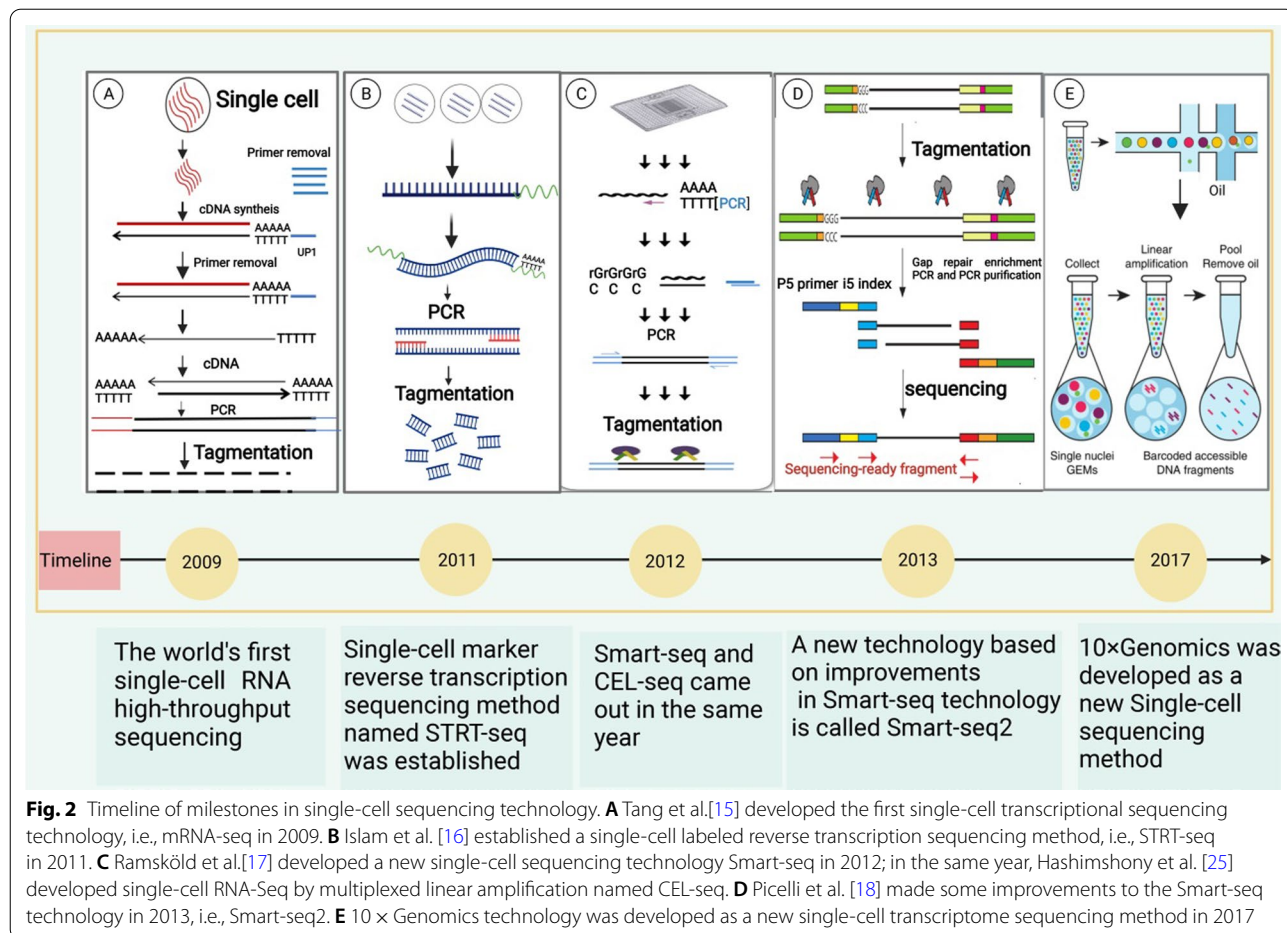 A
Single cell
Primer removal
cDNA syntheis
AAAAA
TTTTT
UP1
Primer removal
AAAAA
TTTTT
AAAAA
TTTTT
cDNA
AAAAA
TTTTT
AAAAA
TTTTT
PCR
Tagmentation
B
AAAAA
TTTTT
PCR
Tagmentation
C
AAAA
TTTT[PCR]
rGrGrGrG
C C C
PCR
Tagmentation
D
GGG
CCC
Tagmentation
GGG
CCC
Gap repair enrichment
PCR and PCR purification
P5 primer i5 index
sequencing
Sequencing-ready fragment
E
Oil
Collect
Linear
amplification
Pool
Remove oil
Single nuclei
GEMs
Barcoded accessible
DNA fragments
Timeline
2009
2011
2012
2013
2017
The world's first
single-cell RNA
high-throughput
sequencing
Single-cell marker
reverse transcription
sequencing method
named STRT-seq
was established
Smart-seq and
CEL-seq came
out in the same
year
A new technology based
on improvements
in Smart-seq technology
is called Smart-seq2
10×Genomics was
developed as a
new Single-cell
sequencing
method
Fig. 2 Timeline of milestones in single-cell sequencing technology. A Tang et al.[15] developed the first single-cell transcriptional sequencing
technology, i.e., mRNA-seq in 2009. B Islam et al. [16] established a single-cell labeled reverse transcription sequencing method, i.e., STRT-seq
in 2011. C Ramsköld et al.[17] developed a new single-cell sequencing technology Smart-seq in 2012; in the same year, Hashimshony et al. [25]
developed single-cell RNA-Seq by multiplexed linear amplification named CEL-seq. D Picelli et al. [18] made some improvements to the Smart-seq
technology in 2013, i.e., Smart-seq2. E 10 × Genomics technology was developed as a new single-cell transcriptome sequencing method in 2017